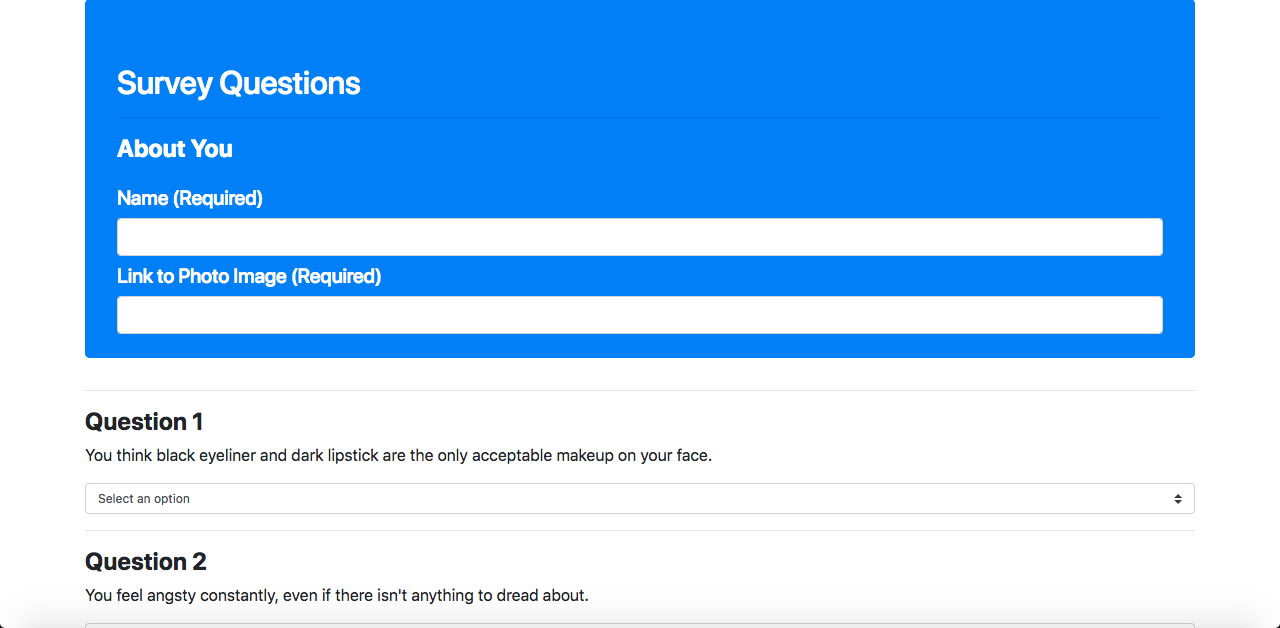 Survey Questions
About You
Name (Required)
Link to Photo Image (Required)
Question 1
You think black eyeliner and dark lipstick are the only acceptable makeup on your face.
Select an option
Question 2
You feel angsty constantly, even if there isn't anything to dread about.